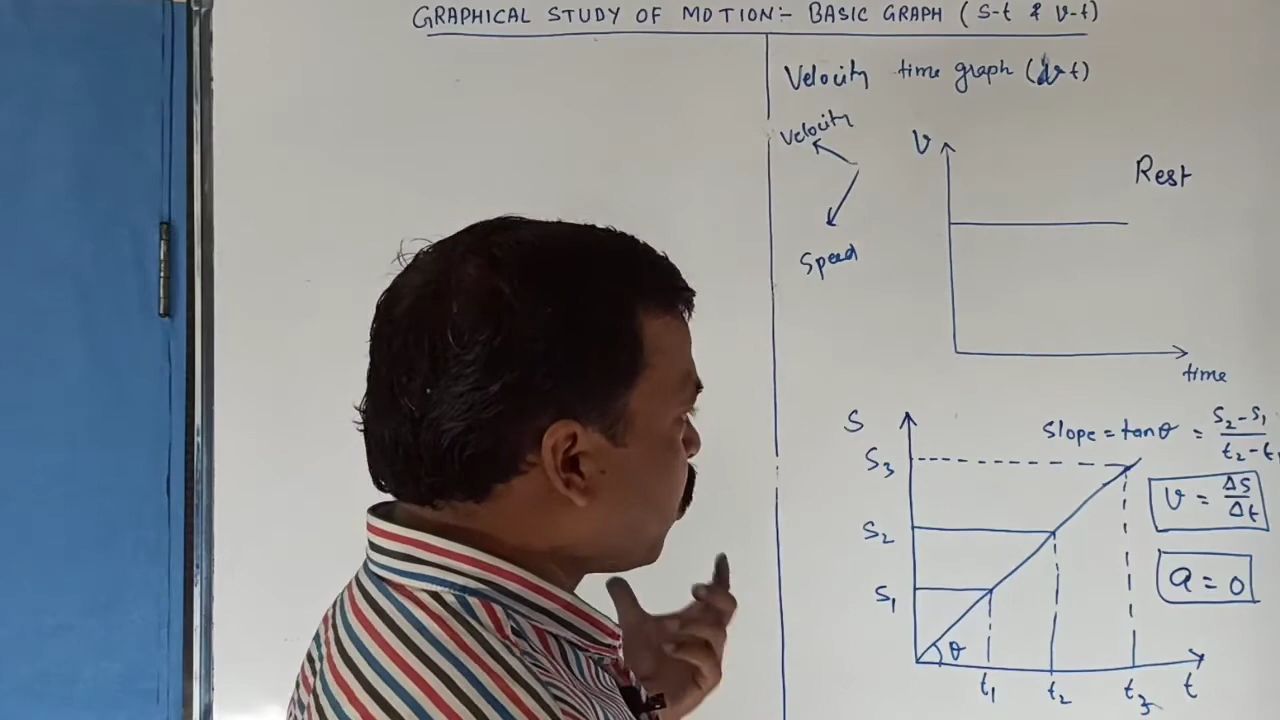 GRAPHICAL STUDY OF MOTION:- BASIC GRAPH (S-t & v-t)
Velocity time graph (v t)
Velocity
Speed
v
Rest
time
S
S3
S2
S1
θ
t1
t2
t3
t
Slope = tanθ = S2-S1 / t2-t1
v = Δs/Δt
a = 0